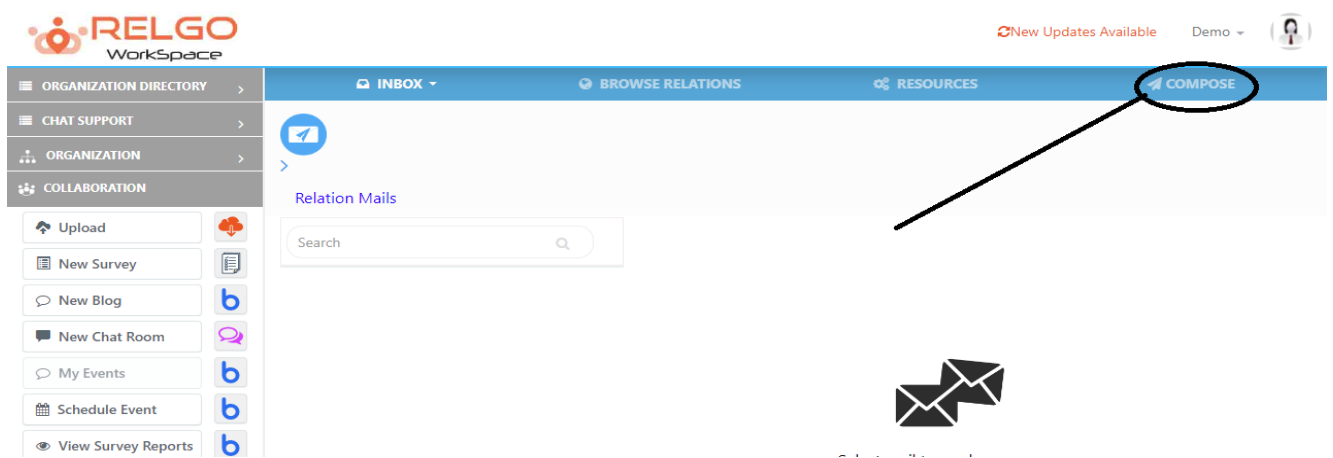 RELGO
WorkSpace
New Updates Available
Demo
ORGANIZATION DIRECTORY
INBOX
BROWSE RELATIONS
RESOURCES
COMPOSE
CHAT SUPPORT
ORGANIZATION
COLLABORATION
Relation Mails
Upload
Search
New Survey
New Blog
New Chat Room
My Events
Schedule Event
View Survey Reports